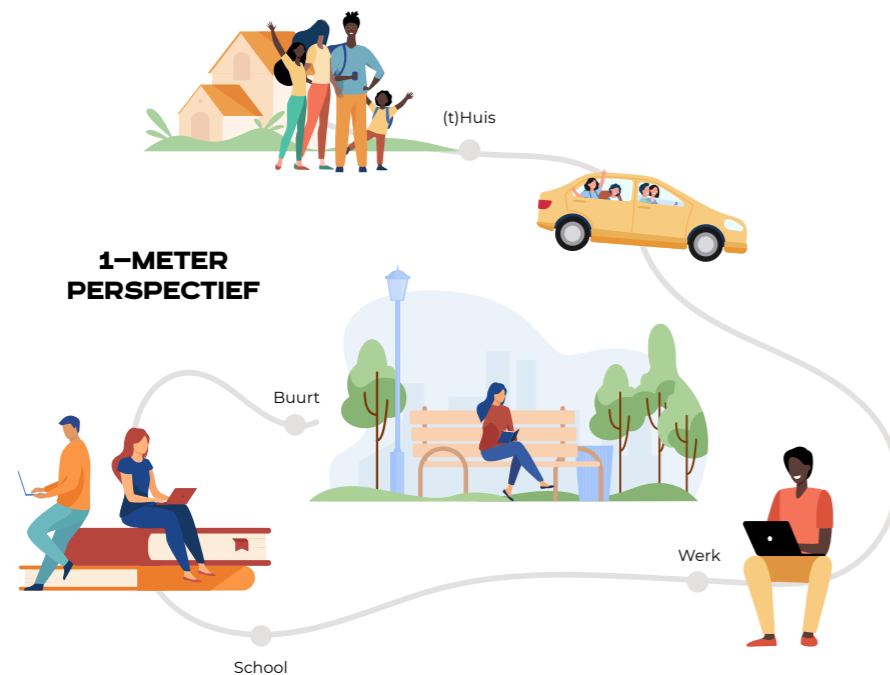 (t)Huis
1-METER
PERSPECTIEF
Buurt
Werk
School